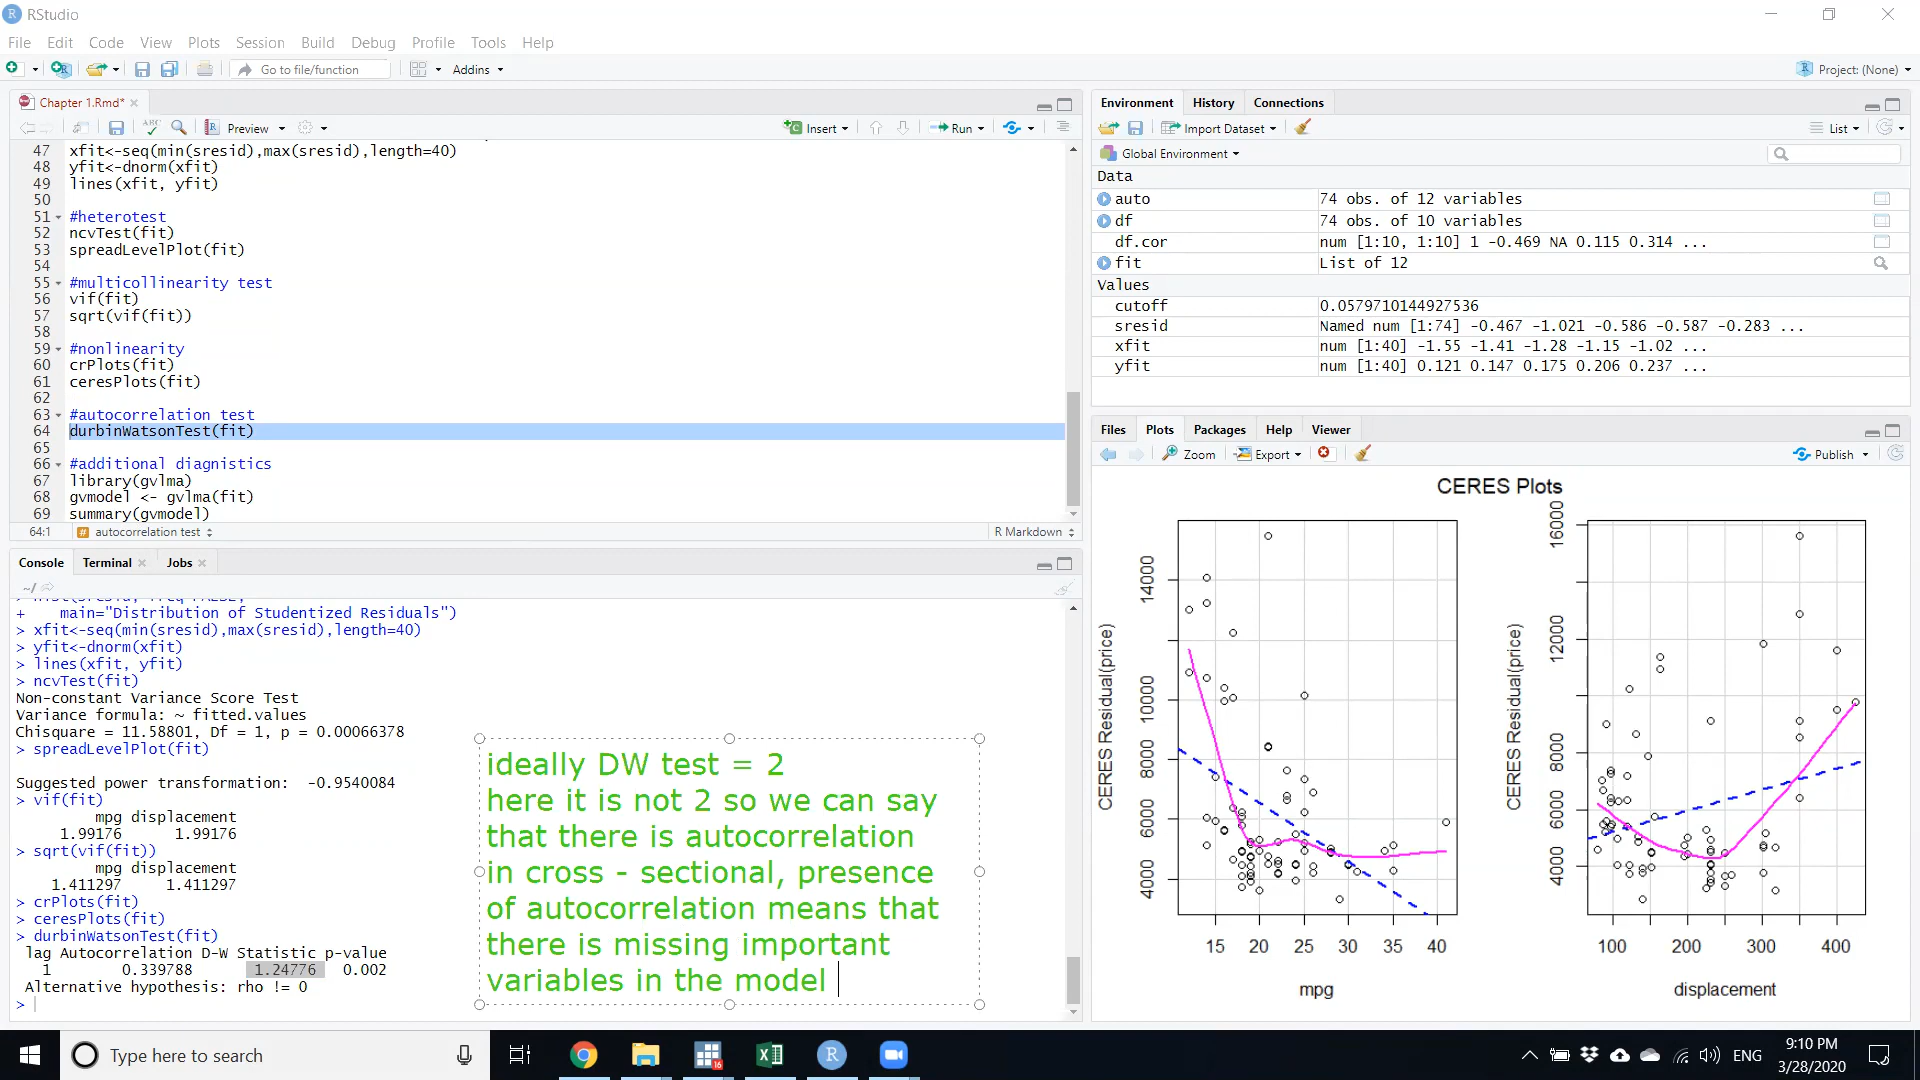 RStudio
File Edit Code View Plots Session Build Debug Profile Tools Help
Go to file/function Addins Project: (None)
Chapter 1.Rmd*
ABC Preview Insert Run
47 xfit<-seq(min(sresid),max(sresid),length=40)
48 yfit<-dnorm(xfit)
49 lines(xfit, yfit)
50
51 #heterotest
52 ncvTest(fit)
53 spreadLevelPlot(fit)
54
55 #multicollinearity test
56 vif(fit)
57 sqrt(vif(fit))
58
59 #nonlinearity
60 crPlots(fit)
61 ceresPlots(fit)
62
63 #autocorrelation test
64 durbinWatsonTest(fit)
65
66 #additional diagnostics
67 library(gvlma)
68 gvmodel <- gvlma(fit)
69 summary(gvmodel)
64:1 # autocorrelation test R Markdown
Console Terminal Jobs
~/
+ main="Distribution of Studentized Residuals")
> xfit<-seq(min(sresid),max(sresid),length=40)
> yfit<-dnorm(xfit)
> lines(xfit, yfit)
> ncvTest(fit)
Non-constant Variance Score Test
Variance formula: ~ fitted.values
Chisquare = 11.58801, Df = 1, p = 0.00066378
> spreadLevelPlot(fit)
Suggested power transformation: -0.9540084
> vif(fit)
mpg displacement
1.99176 1.99176
> sqrt(vif(fit))
mpg displacement
1.411297 1.411297
> crPlots(fit)
> ceresPlots(fit)
> durbinWatsonTest(fit)
lag Autocorrelation D-W Statistic p-value
1 0.339788 1.24776 0.002
Alternative hypothesis: rho != 0
>
ideally DW test = 2
here it is not 2 so we can say
that there is autocorrelation
in cross - sectional, presence
of autocorrelation means that
there is missing important
variables in the model
Environment History Connections
Import Dataset List
Global Environment
Data
auto 74 obs. of 12 variables
df 74 obs. of 10 variables
df.cor num [1:10, 1:10] 1 -0.469 NA 0.115 0.314 ...
fit List of 12
Values
cutoff 0.0579710144927536
sresid Named num [1:74] -0.467 -1.021 -0.586 -0.587 -0.283 ...
xfit num [1:40] -1.55 -1.41 -1.28 -1.15 -1.02 ...
yfit num [1:40] 0.121 0.147 0.175 0.206 0.237 ...
Files Plots Packages Help Viewer
Zoom Export Publish
CERES Plots
CERES Residual(price)
14000
10000
8000
6000
4000
15 20 25 30 35 40
mpg
CERES Residual(price)
16000
12000
8000
6000
4000
100 200 300 400
displacement
Type here to search
16
R
ENG
9:10 PM
3/28/2020